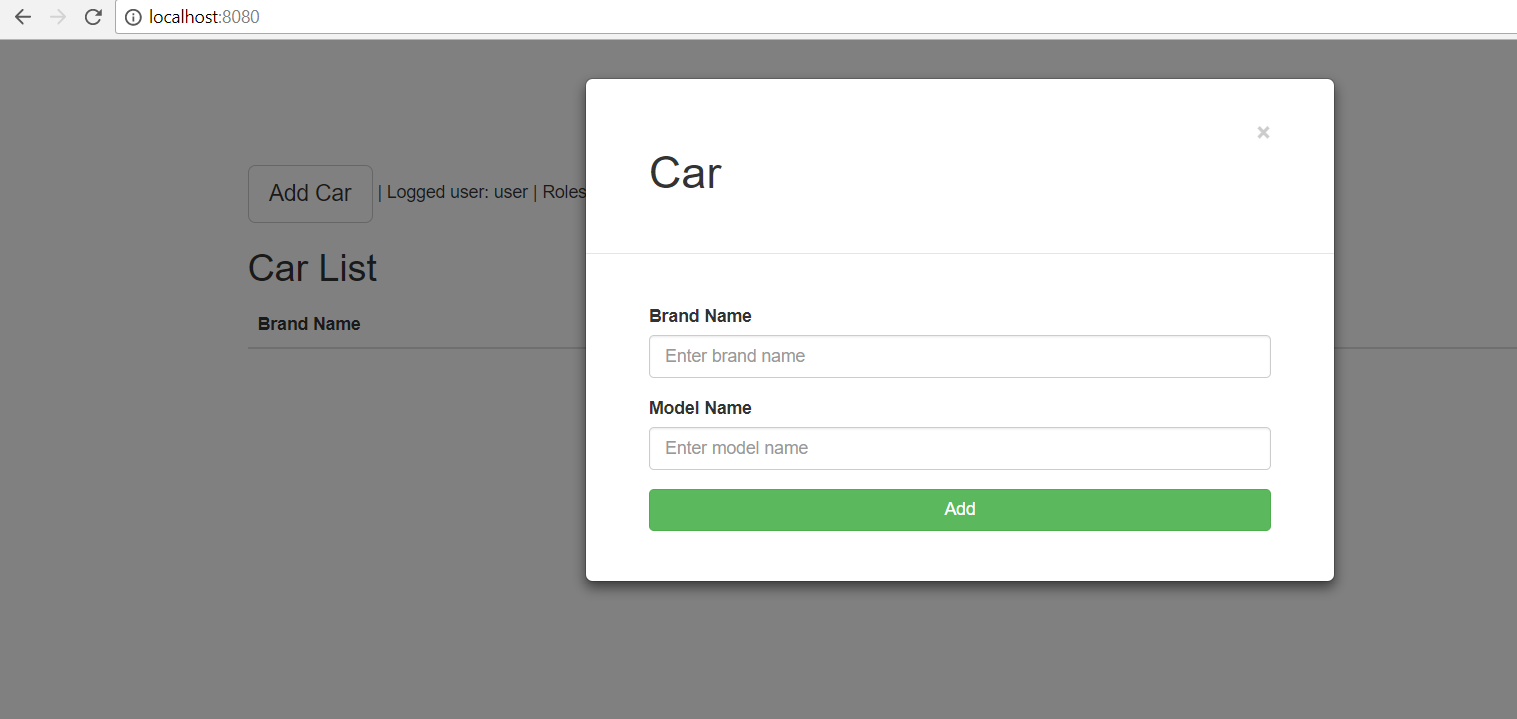 localhost:8080
Add Car | Logged user: user | Roles
Car List
Brand Name
×
Car
Brand Name
Enter brand name
Model Name
Enter model name
Add